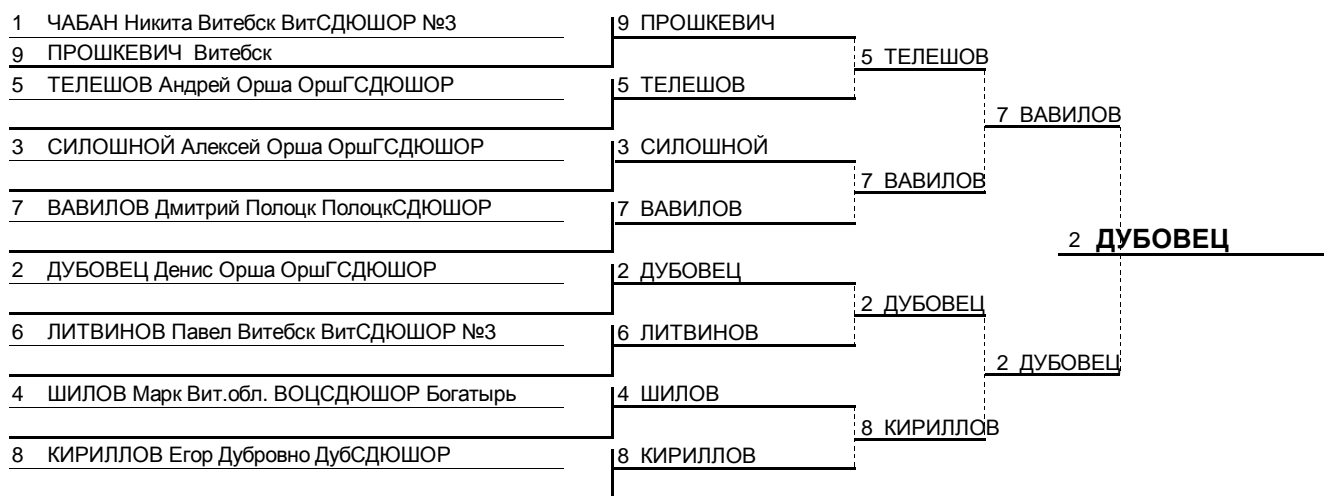 1 ЧАБАН Никита Витебск ВитСДЮШОР №3
9 ПРОШКЕВИЧ
9 ПРОШКЕВИЧ Витебск
5 ТЕЛЕШОВ
5 ТЕЛЕШОВ Андрей Орша ОршГСДЮШОР
5 ТЕЛЕШОВ
7 ВАВИЛОВ
3 СИЛОШНОЙ Алексей Орша ОршГСДЮШОР
3 СИЛОШНОЙ
7 ВАВИЛОВ
7 ВАВИЛОВ Дмитрий Полоцк ПолоцкСДЮШОР
7 ВАВИЛОВ
2 ДУБОВЕЦ
2 ДУБОВЕЦ Денис Орша ОршГСДЮШОР
2 ДУБОВЕЦ
2 ДУБОВЕЦ
6 ЛИТВИНОВ Павел Витебск ВитСДЮШОР №3
6 ЛИТВИНОВ
2 ДУБОВЕЦ
4 ШИЛОВ Марк Вит.обл. ВОЦСДЮШОР Богатырь
4 ШИЛОВ
8 КИРИЛЛОВ
8 КИРИЛЛОВ Егор Дубровно ДубСДЮШОР
8 КИРИЛЛОВ